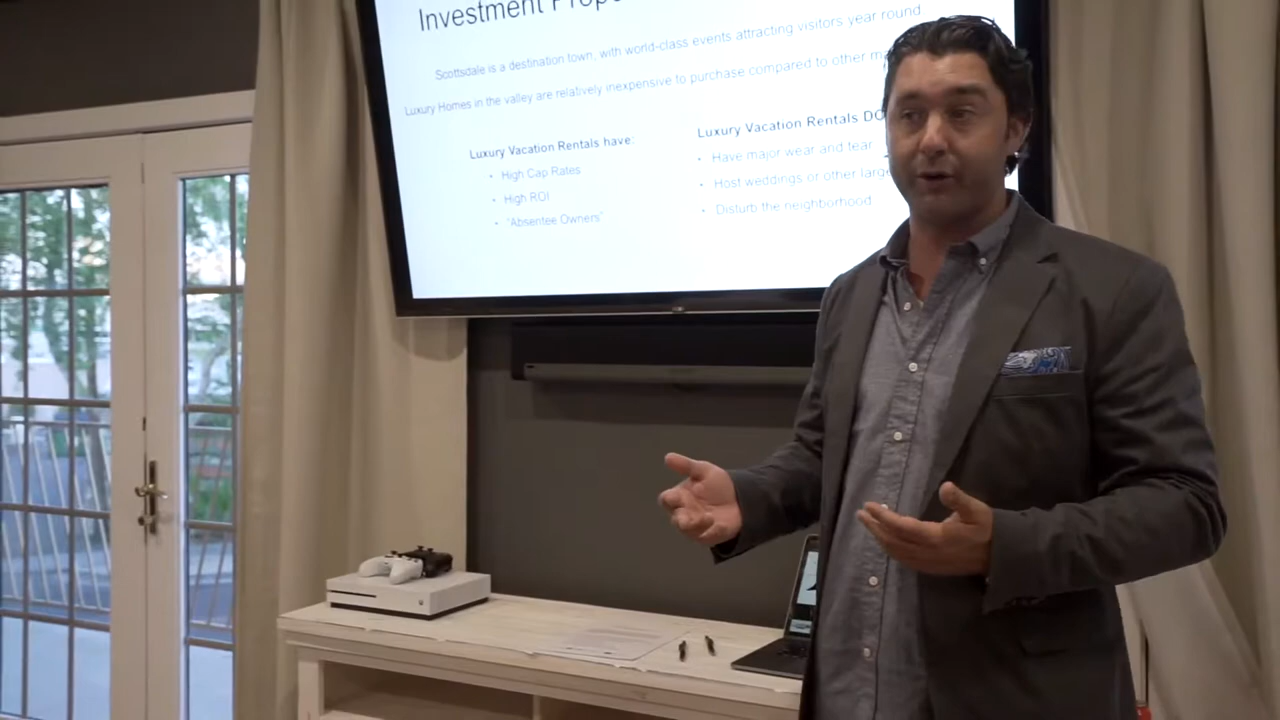 Investment
Scottsdale is a destination town, with world-class events attracting visitors year round
Luxury Homes in the valley are relatively inexpensive to purchase compared to other
Luxury Vacation Rentals have:
• High Cap Rates
• High ROI
• "Absentee Owners"
Luxury Vacation Rentals DO
• Have major wear and tear
• Host weddings or other large
• Disturb the neighborhood